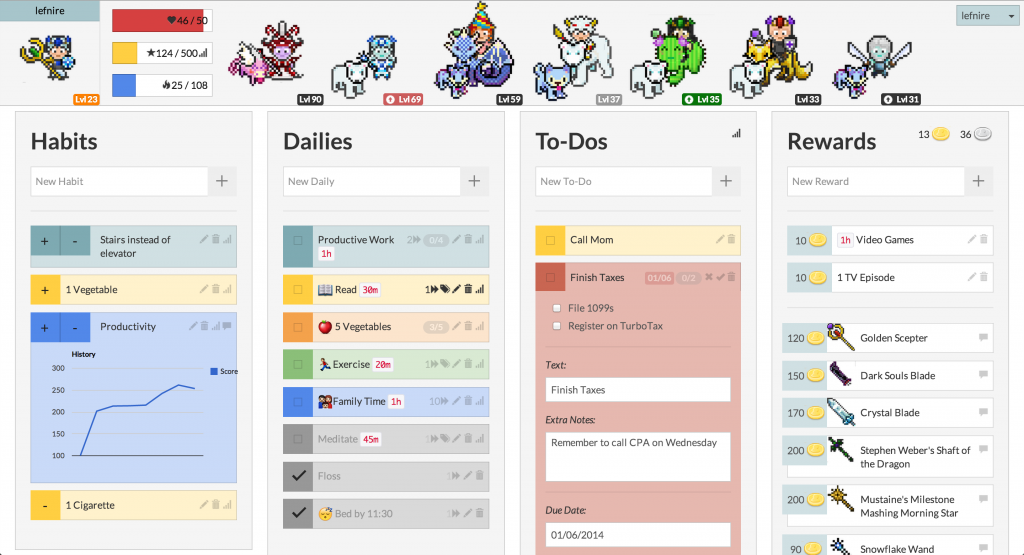 lefnire
46 / 50
124 / 500
25 / 108
Lvl 23
Lvl 90
Lvl 69
Lvl 59
Lvl 37
Lvl 35
Lvl 33
Lvl 31
lefnire
Habits
New Habit
+
+ - Stairs instead of
elevator
+ 1 Vegetable
+ - Productivity
History
300
250
200
150
100
Score
- 1 Cigarette
Dailies
New Daily
+
Productive Work 2 0/4
1h
Read 30m 1
5 Vegetables 3/5
Exercise 20m 1
Family Time 1h 10
Meditate 45m 1
Floss 1
Bed by 11:30 1
To-Dos
New To-Do
+
Call Mom
Finish Taxes 01/06 0/2
File 1099s
Register on TurboTax
Text:
Finish Taxes
Extra Notes:
Remember to call CPA on Wednesday
Due Date:
01/06/2014
Rewards 13 36
New Reward
+
10 1h Video Games
10 1 TV Episode
120 Golden Scepter
150 Dark Souls Blade
170 Crystal Blade
200 Stephen Weber's Shaft of
the Dragon
200 Mustaine's Milestone
Mashing Morning Star
90 Snowflake Wand